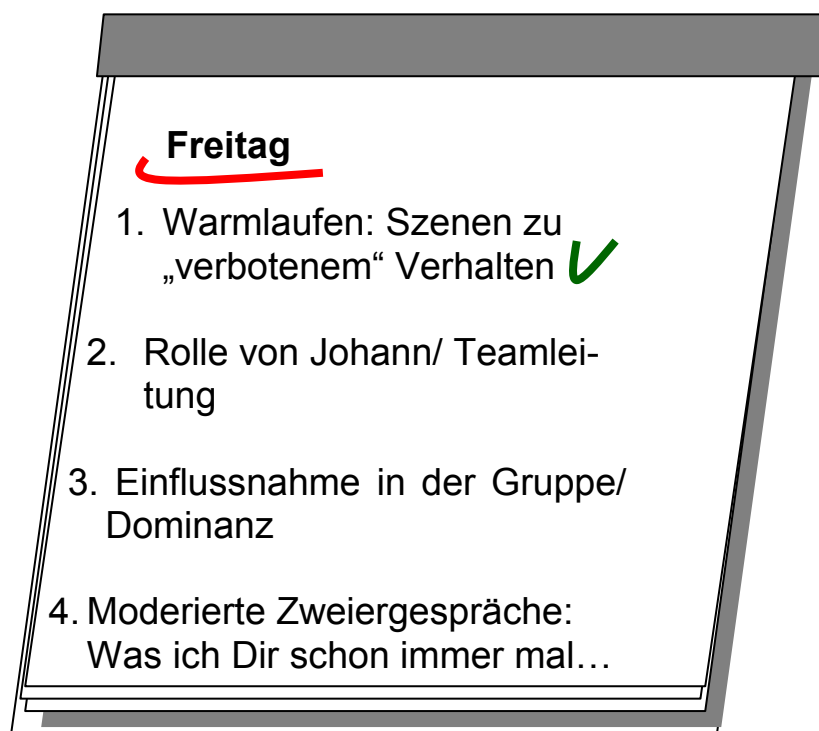 Freitag
1. Warmlaufen: Szenen zu
„verbotenem“ Verhalten
2. Rolle von Johann/ Teamlei-
tung
3. Einflussnahme in der Gruppe/
Dominanz
4. Moderierte Zweiergespräche:
Was ich Dir schon immer mal…